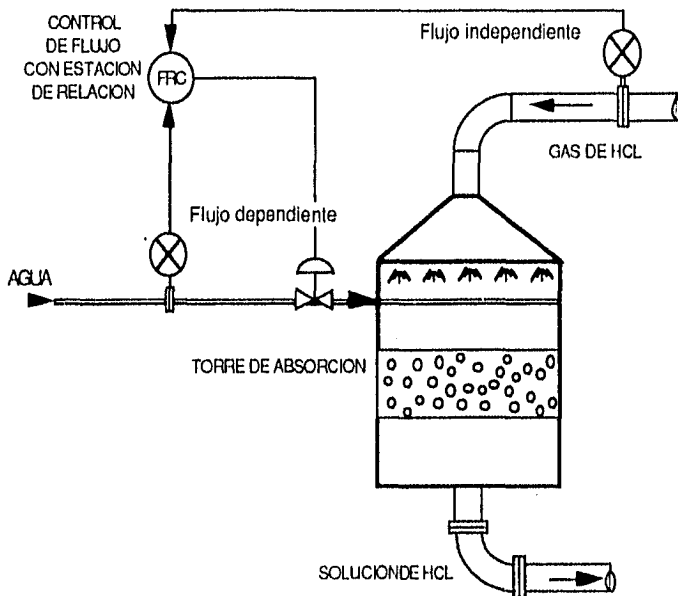 CONTROL
DE FLUJO
CON ESTACION
DE RELACION
FRC
Flujo independiente
GAS DE HCL
Flujo dependiente
AGUA
TORRE DE ABSORCION
SOLUCIONDE HCL